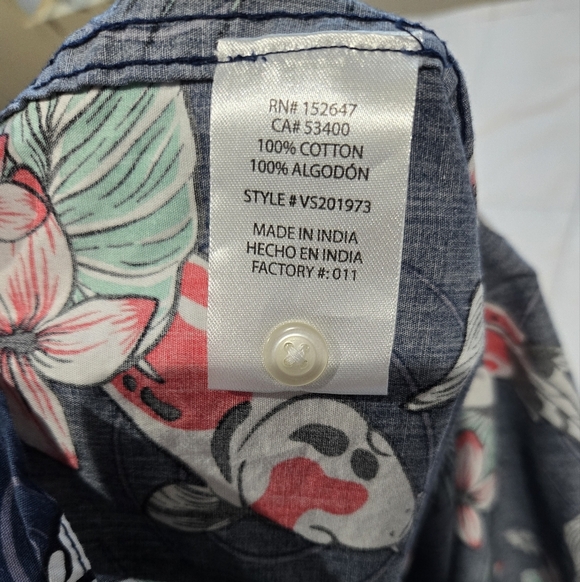 RN# 152647
CA# 53400
100% COTTON
100% ALGODÓN
STYLE # VS201973
MADE IN INDIA
HECHO EN INDIA
FACTORY #: 011